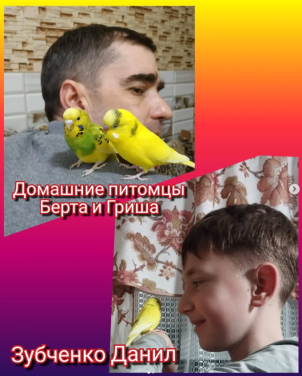 Домашние питомцы
Берта и Гриша
Зубченко Данил